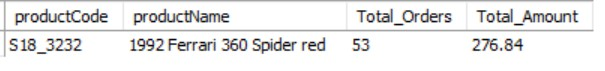 productCode productName Total_Orders Total_Amount
S18_3232 1992 Ferrari 360 Spider red 53 276.84